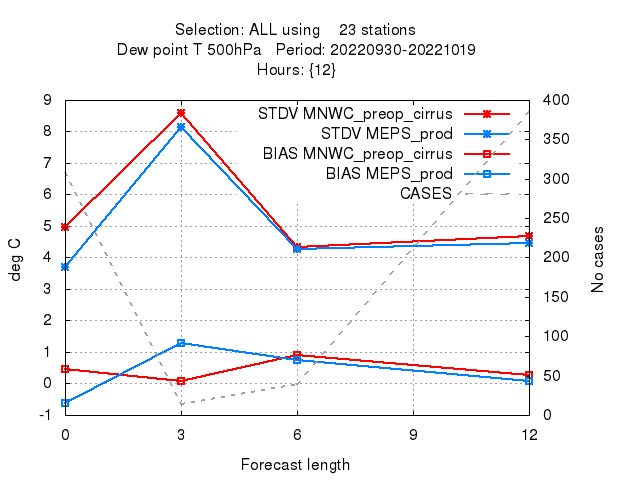 Selection: ALL using    23 stations
Dew point T 500hPa   Period: 20220930-20221019
Hours: {12}
9 400
STDV MNWC_preop_cirrus
8 350
STDV MEPS_prod
7 BIAS MNWC_preop_cirrus
300
BIAS MEPS_prod
6 CASES
5 250
4 200
3 150
2 100
1
0 50
-1 0
deg C
No cases
0 3 6 9 12
Forecast length